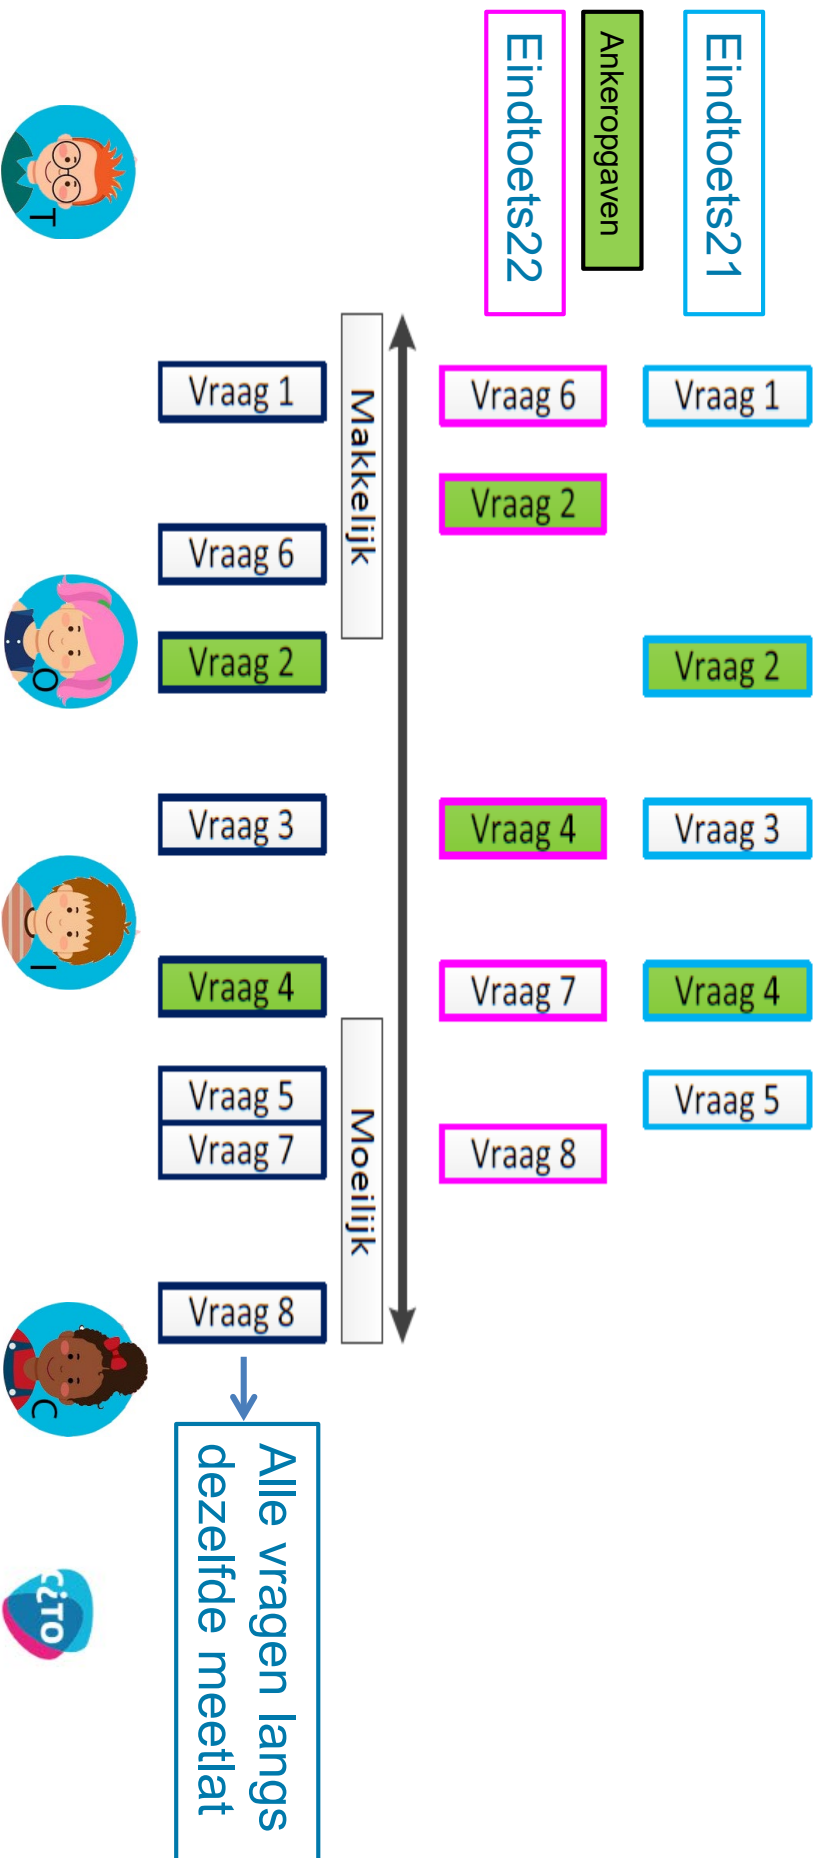 Eindtoets21
Vraag 1
Vraag 2
Vraag 3
Vraag 4
Vraag 5
Ankeropgaven
Eindtoets22
Vraag 6
Vraag 2
Vraag 4
Vraag 7
Vraag 8
Makkelijk
Moeilijk
Vraag 1
Vraag 6
Vraag 2
Vraag 3
Vraag 4
Vraag 5
Vraag 7
Vraag 8
Alle vragen langs
dezelfde meetlat
T
O
I
C
CiTO